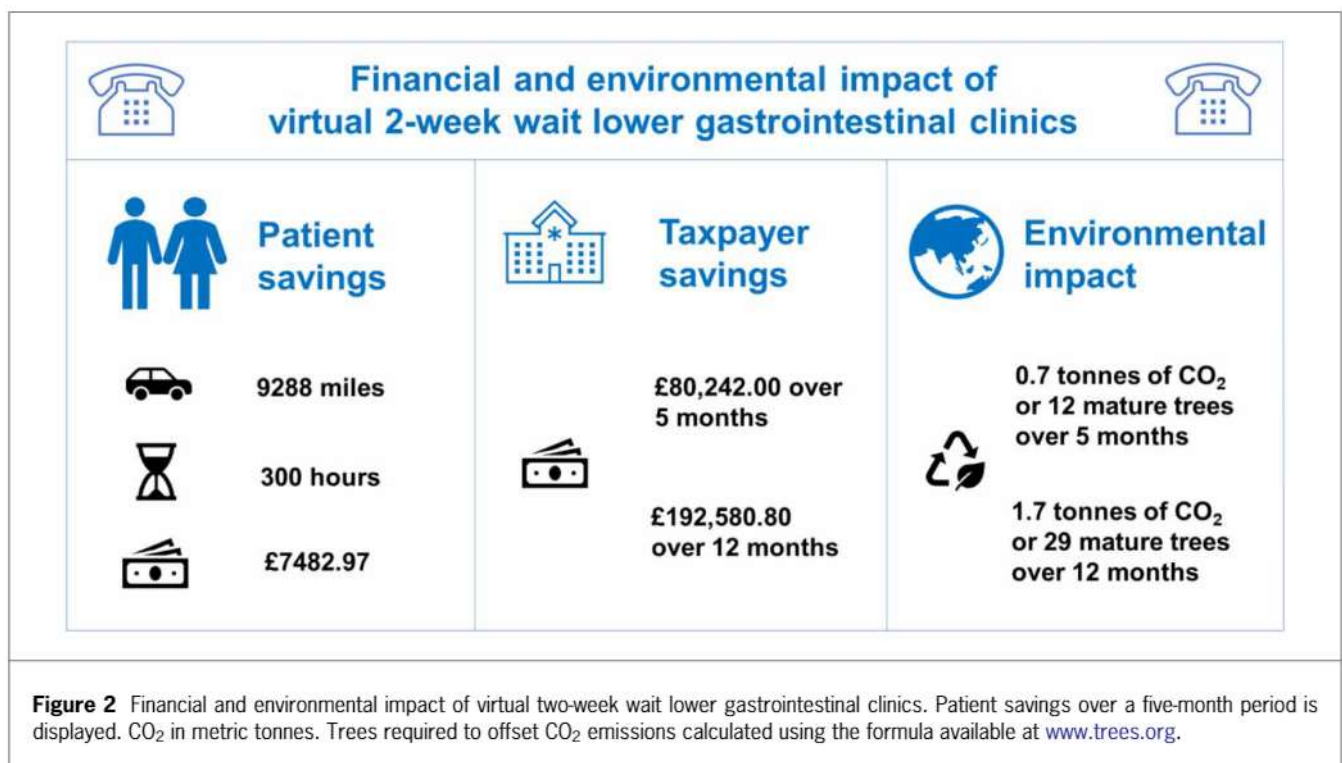 Financial and environmental impact of
virtual 2-week wait lower gastrointestinal clinics
Patient
savings
9288 miles
300 hours
£7482.97
Taxpayer
savings
£80,242.00 over
5 months
£192,580.80
over 12 months
Environmental
impact
0.7 tonnes of CO₂
or 12 mature trees
over 5 months
1.7 tonnes of CO₂
or 29 mature trees
over 12 months
Figure 2 Financial and environmental impact of virtual two-week wait lower gastrointestinal clinics. Patient savings over a five-month period is
displayed. CO₂ in metric tonnes. Trees required to offset CO₂ emissions calculated using the formula available at www.trees.org.